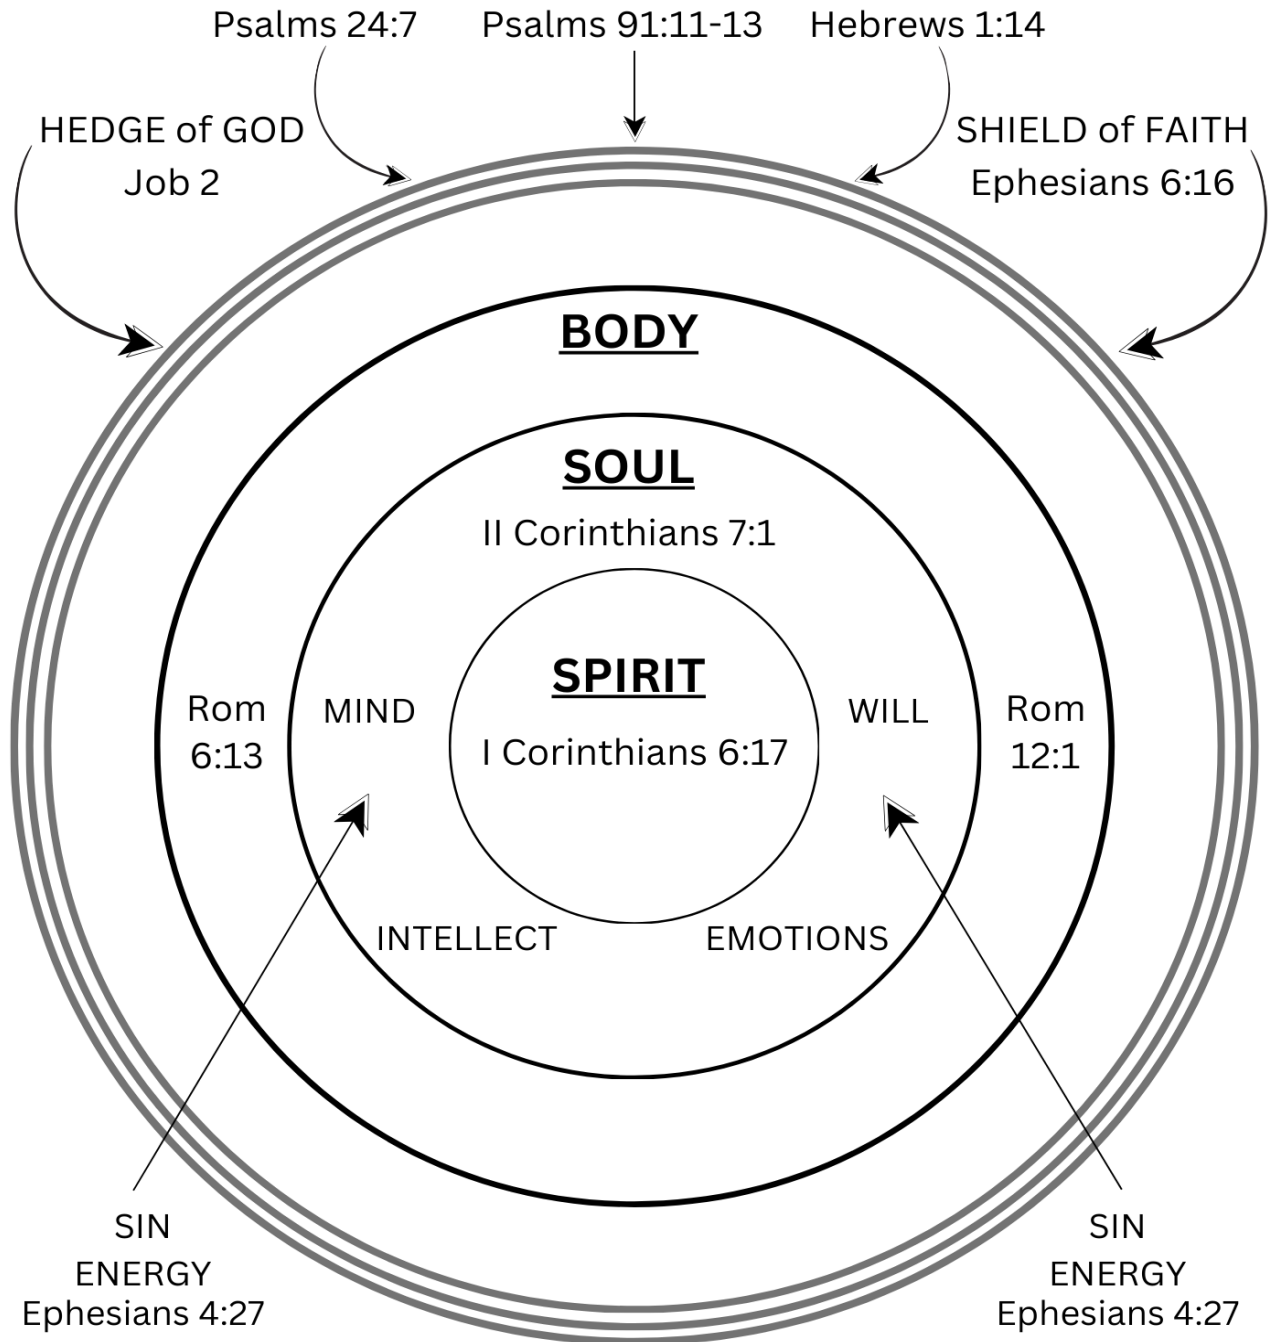 Psalms 24:7
Psalms 91:11-13
Hebrews 1:14
HEDGE of GOD
Job 2
SHIELD of FAITH
Ephesians 6:16
BODY
SOUL
II Corinthians 7:1
SPIRIT
I Corinthians 6:17
Rom
6:13
MIND
WILL
Rom
12:1
INTELLECT
EMOTIONS
SIN
ENERGY
Ephesians 4:27
SIN
ENERGY
Ephesians 4:27